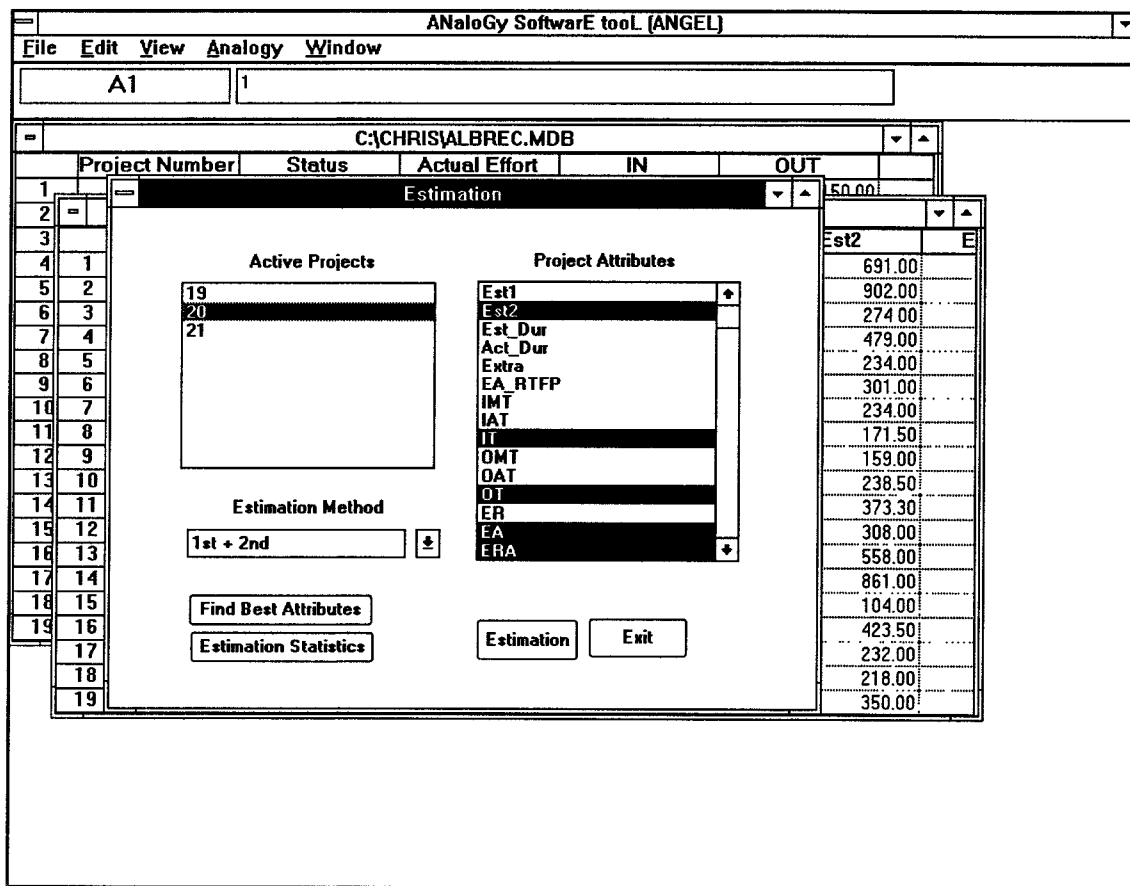 ANaloGy SoftwarE tooL (ANGEL)
File Edit View Analogy Window
A1 1
C:\CHRIS\ALBREC.MDB
Project Number Status Actual Effort IN OUT
1 150.00
2
3
4
5
6
7
8
9
10
11
12
13
14
15
16
17
18
19
Est2 E
1 691.00
2 902.00
3 274.00
4 479.00
5 234.00
6 301.00
7 234.00
8 171.50
9 159.00
10 238.50
11 373.30
12 308.00
13 558.00
14 861.00
15 104.00
16 423.50
17 232.00
18 218.00
19 350.00
Estimation
Active Projects
19
20
21
Estimation Method
1st + 2nd
Find Best Attributes
Estimation Statistics
Project Attributes
Est1
Est2
Est_Dur
Act_Dur
Extra
EA_RTFP
IMT
IAT
IT
OMT
OAT
OT
ER
EA
ERA
Estimation Exit